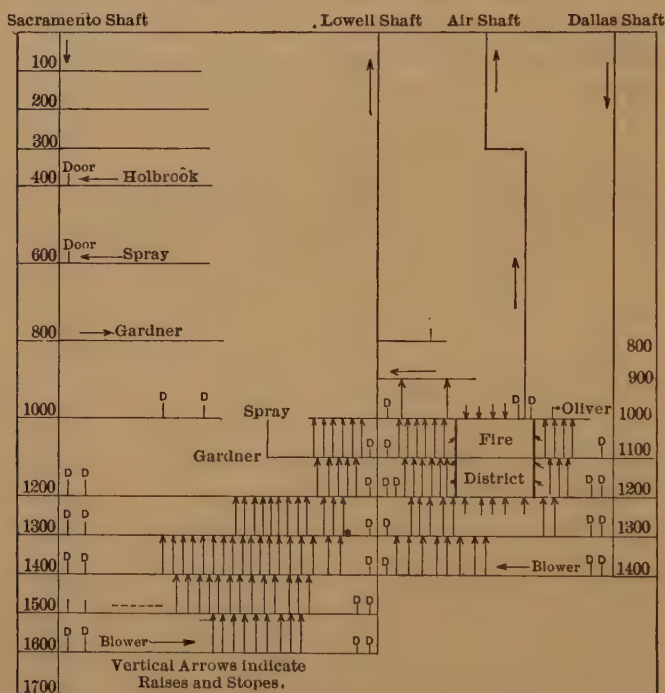 Sacramento Shaft
Lowell Shaft
Air Shaft
Dallas Shaft
100
200
300
Door
400
Holbrook
Door
Spray
600
Gardner
800
800
900
D D
D
D D
Oliver
1000
1000
Spray
Fire
D
D D
Gardner
1100
D D
District
D D D
D D
1200
1200
D D
D D
D D
1300
1300
D D
D D
D D
1400
Blower
1400
D D
1500
D D
Blower
D D
1600
Vertical Arrows indicate
Raises and Stopes.
1700